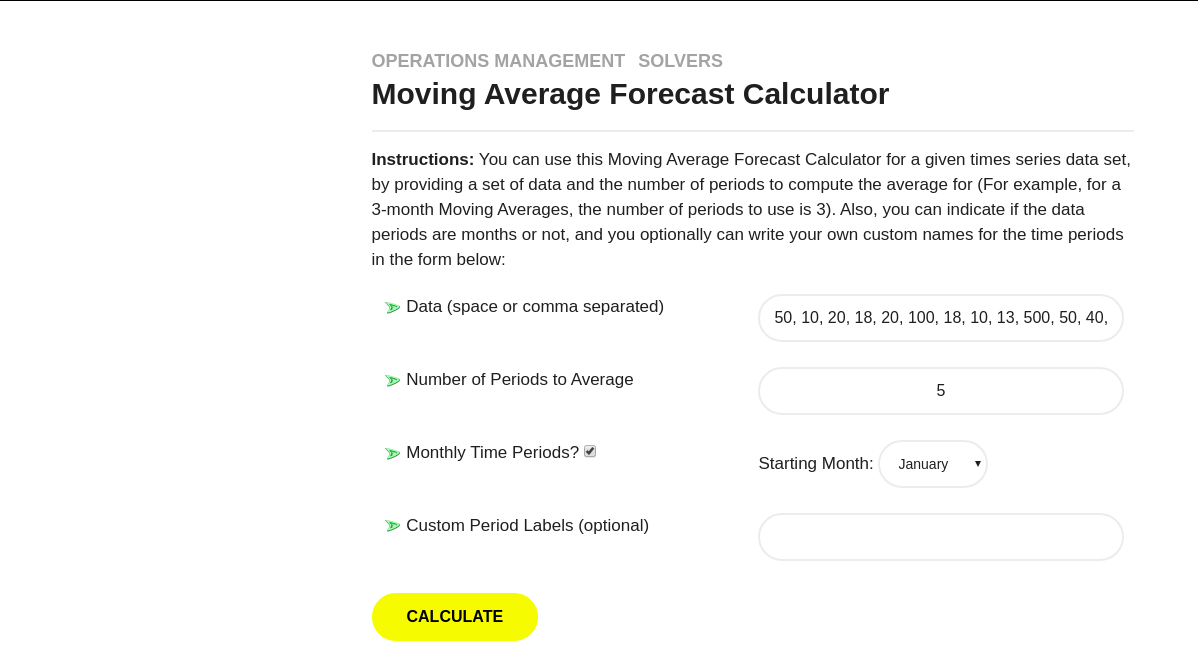 OPERATIONS MANAGEMENT SOLVERS
Moving Average Forecast Calculator
Instructions: You can use this Moving Average Forecast Calculator for a given times series data set,
by providing a set of data and the number of periods to compute the average for (For example, for a
3-month Moving Averages, the number of periods to use is 3). Also, you can indicate if the data
periods are months or not, and you optionally can write your own custom names for the time periods
in the form below:
Data (space or comma separated)
50, 10, 20, 18, 20, 100, 18, 10, 13, 500, 50, 40,
Number of Periods to Average
5
Monthly Time Periods?
Starting Month: January
Custom Period Labels (optional)
CALCULATE